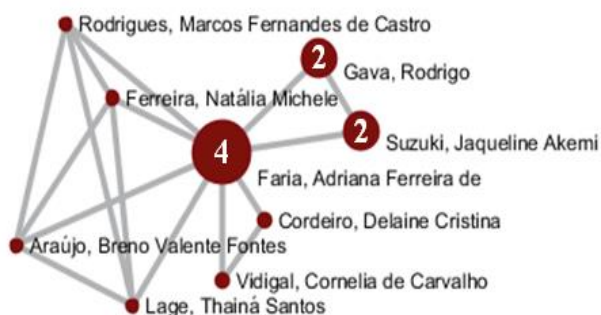 Rodrigues, Marcos Fernandes de Castro
2
Gava, Rodrigo
Ferreira, Natália Michele
2
Suzuki, Jaqueline Akemi
4
Faria, Adriana Ferreira de
Cordeiro, Delaine Cristina
Araújo, Breno Valente Fontes
Vidigal, Cornelia de Carvalho
Lage, Thainá Santos